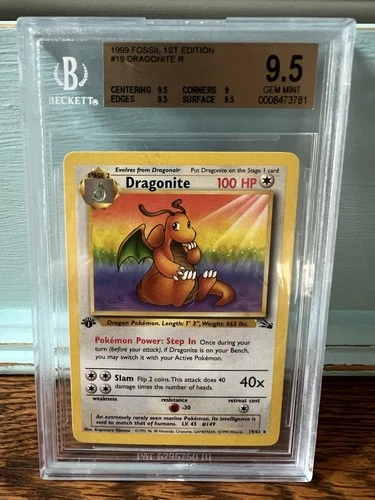 1999 FOSSIL 1ST EDITION
#19 DRAGONITE R
9.5
GEM MINT
CENTERING 9.5 CORNERS 9
EDGES 9.5 SURFACE 9.5
0008473781
B
BECKETT®
STAGE 2
Evolves from Dragonair Put Dragonite on the Stage 1 card
Dragonite 100 HP
Dragon Pokémon. Length: 7' 3", Weight: 463 lbs.
Pokémon Power: Step In Once during your
turn (before your attack), if Dragonite is on your Bench,
you may switch it with your Active Pokémon.
Slam Flip 2 coins. This attack does 40
damage times the number of heads. 40×
weakness resistance retreat cost
-30
An extremely rarely seen marine Pokémon. Its intelligence is
said to match that of humans. LV. 45 #149
19/62 ★